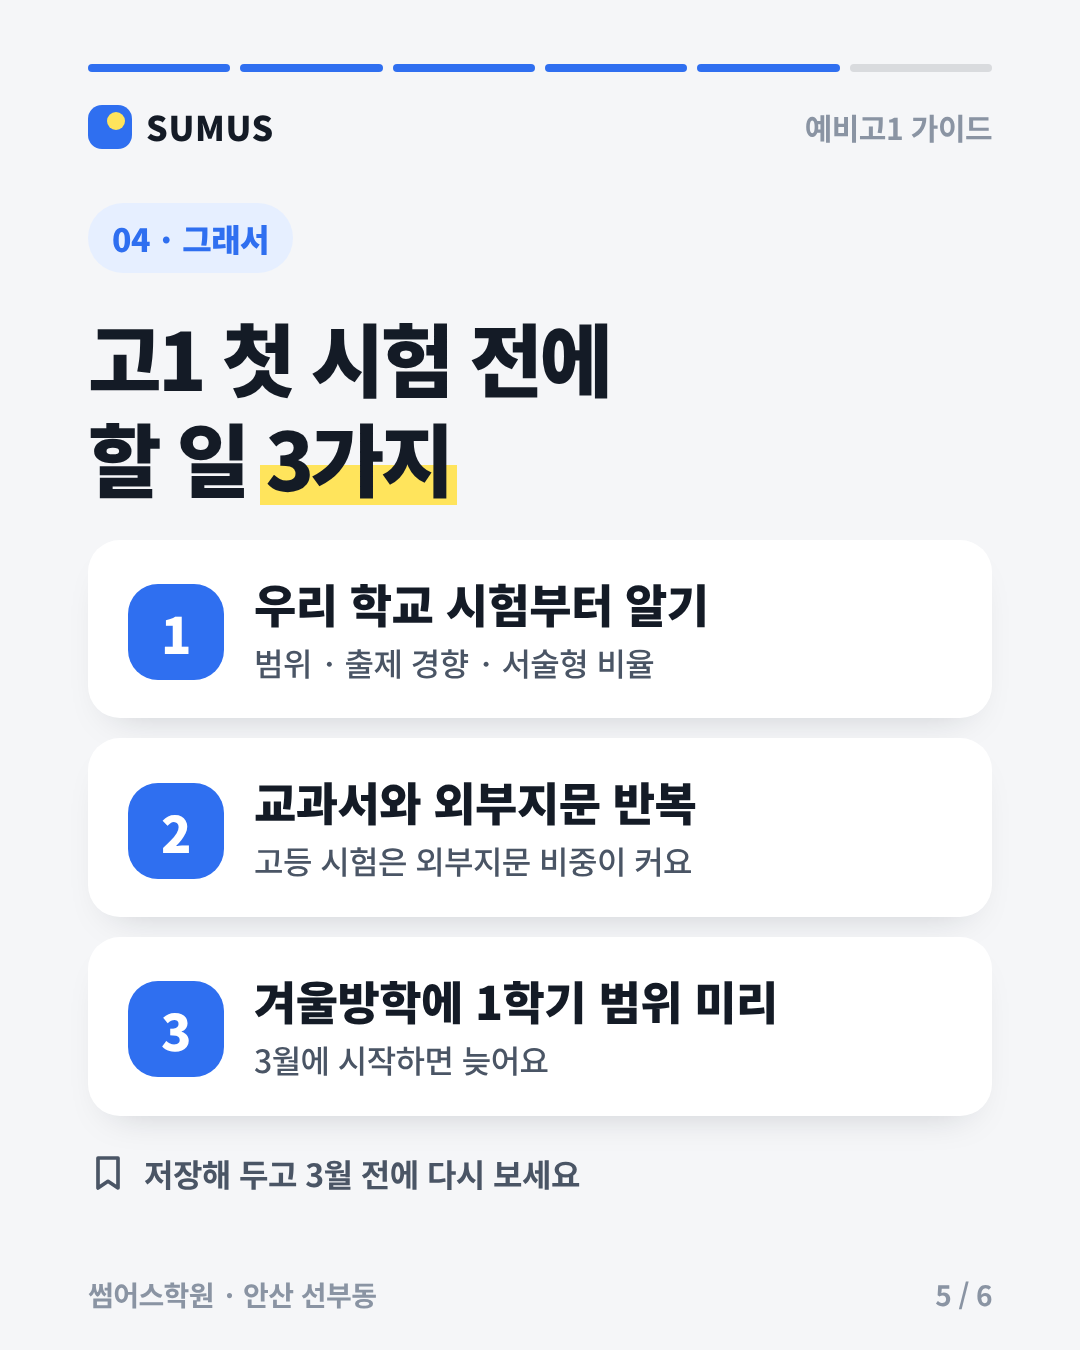 SUMUS
예비고1 가이드
04 · 그래서
고1 첫 시험 전에
할 일 3가지
1
우리 학교 시험부터 알기
범위 · 출제 경향 · 서술형 비율
2
교과서와 외부지문 반복
고등 시험은 외부지문 비중이 커요
3
겨울방학에 1학기 범위 미리
3월에 시작하면 늦어요
저장해 두고 3월 전에 다시 보세요
썸어스학원 · 안산 선부동
5 / 6